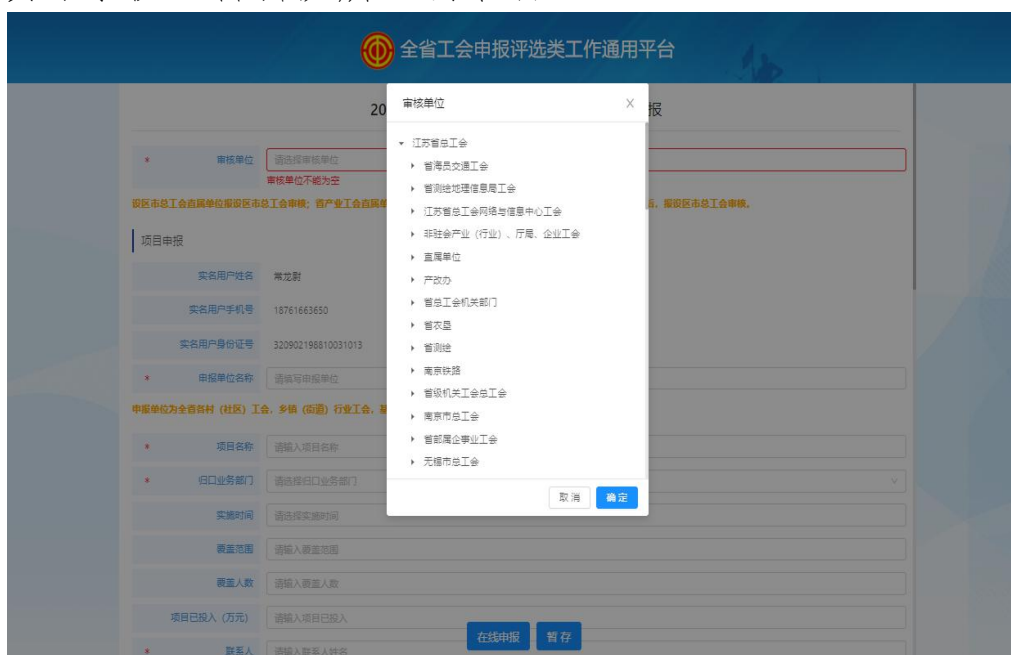 全省工会申报评选类工作通用平台
20
报
审核单位
X
* 审核单位
请选择审核单位
审核单位不能为空
设区市总工会直属单位报设区市总工会审核；省产业工会直属单
后，报设区市总工会审核。
江苏省总工会
省海员交通工会
省测绘地理信息局工会
江苏省总工会网络与信息中心工会
非驻会产业（行业）、厅局、企业工会
直属单位
产改办
省总工会机关部门
省农垦
省测绘
南京铁路
省级机关工会总工会
南京市总工会
省部属企事业工会
无锡市总工会
取消 确定
项目申报
实名用户姓名
常龙尉
实名用户手机号 18761663650
实名用户身份证号 320902198810031013
* 申报单位名称 请填写申报单位
申报单位为全省各村（社区）工会、乡镇（街道）行业工会、基
* 项目名称 请输入项目名称
* 归口业务部门 请选择归口业务部门
实施时间 请选择实施时间
覆盖范围 请输入覆盖范围
覆盖人数 请输入覆盖人数
项目已投入（万元） 请输入项目已投入
* 联系人 请输入联系人姓名
在线申报 暂存